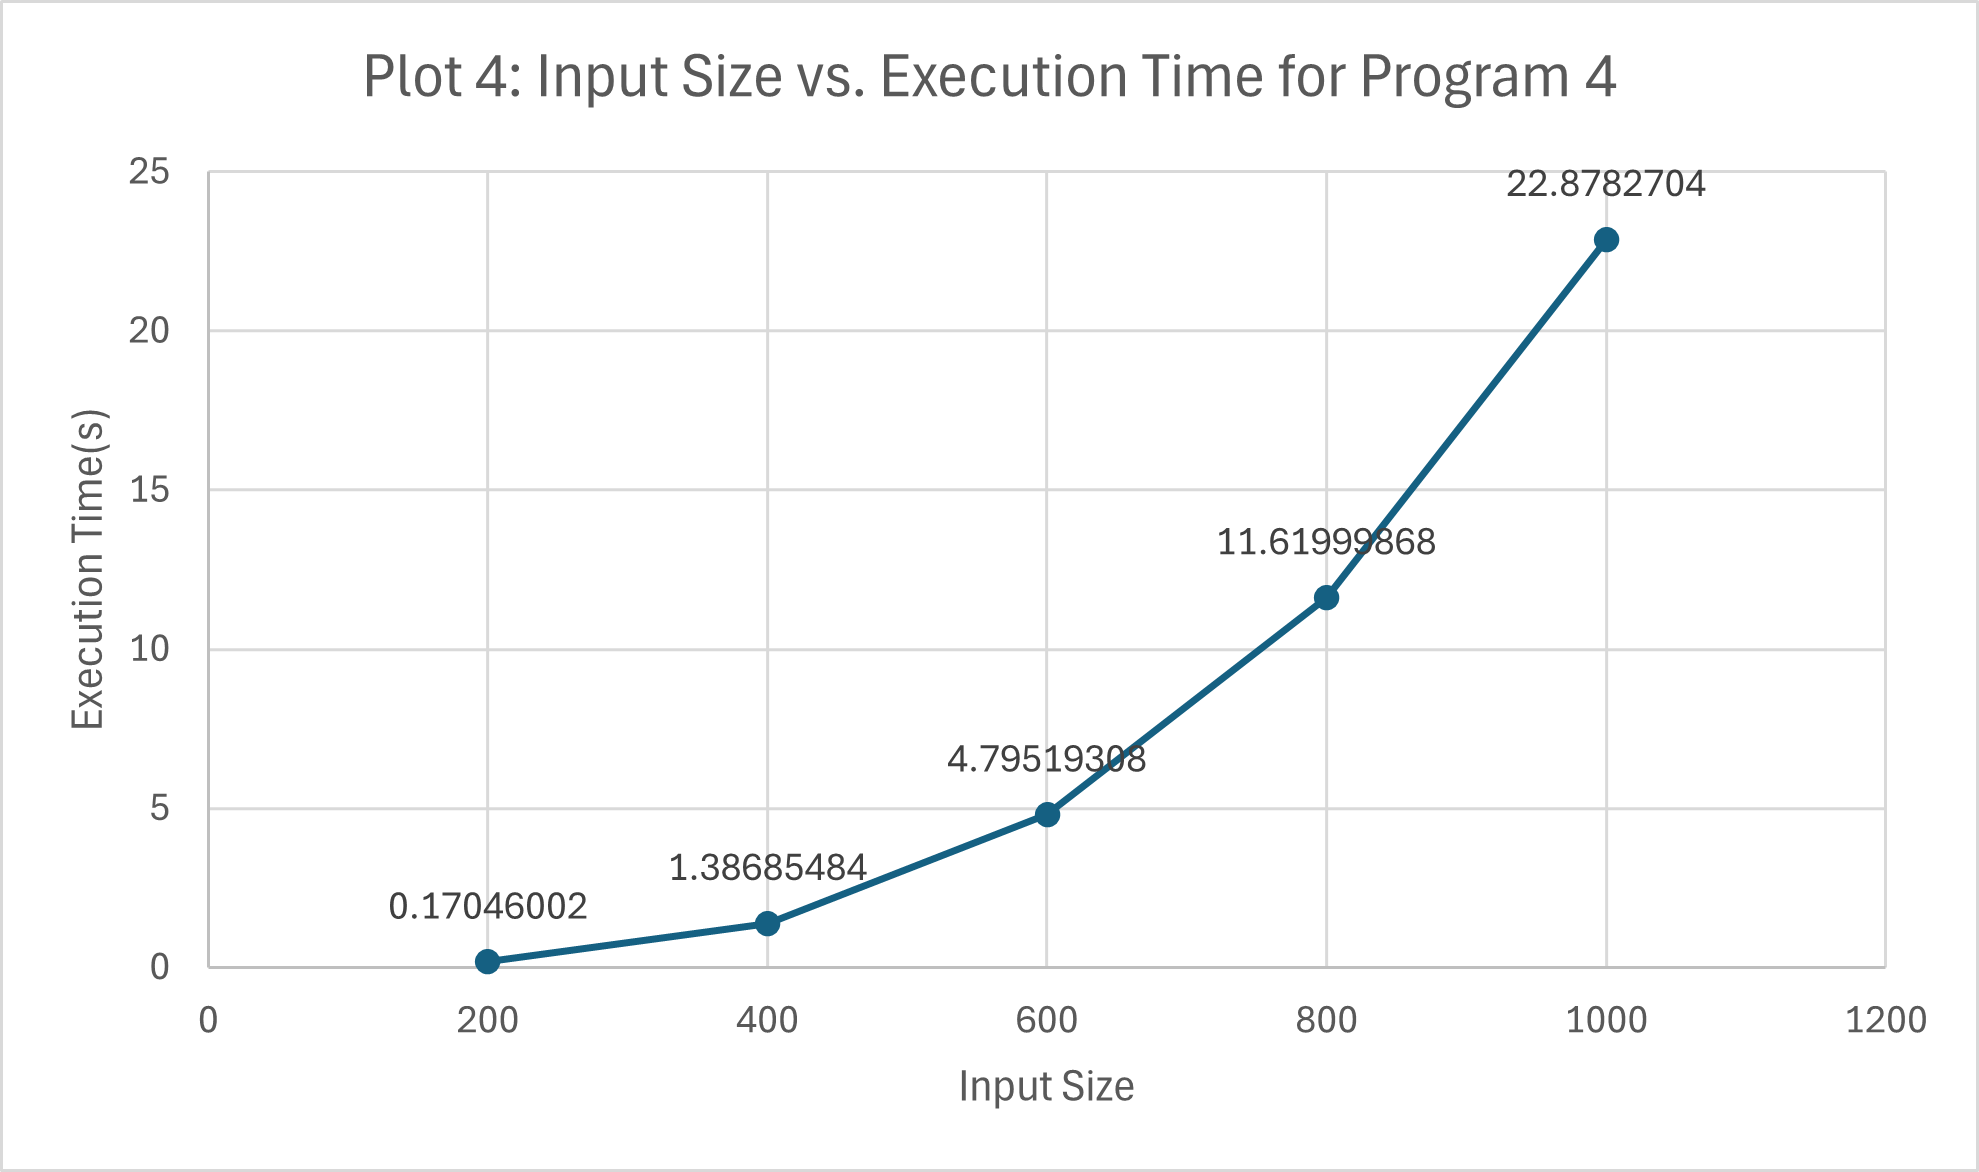 Plot 4: Input Size vs. Execution Time for Program 4
25
22.8782704
20
15
11.61999868
10
4.79519308
5
1.38685484
0.17046002
0
Execution Time(s)
0 200 400 600 800 1000 1200
Input Size